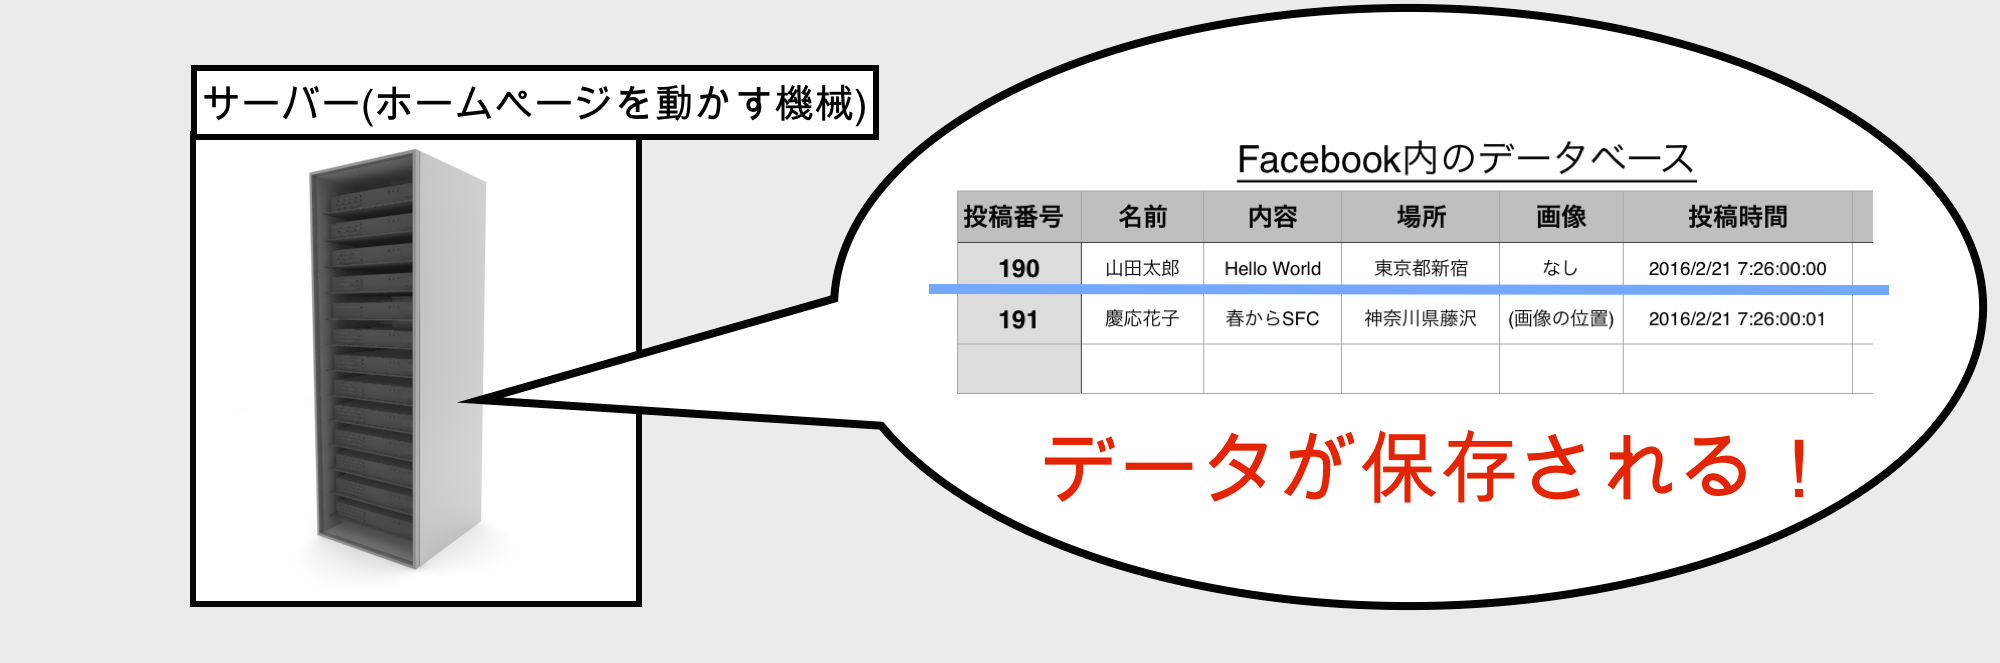 サーバー(ホームページを動かす機械)
Facebook内のデータベース
投稿番号 名前 内容 場所 画像 投稿時間
190 山田太郎 Hello World 東京都新宿 なし 2016/2/21 7:26:00:00
191 慶応花子 春からSFC 神奈川県藤沢 (画像の位置) 2016/2/21 7:26:00:01
データが保存される！